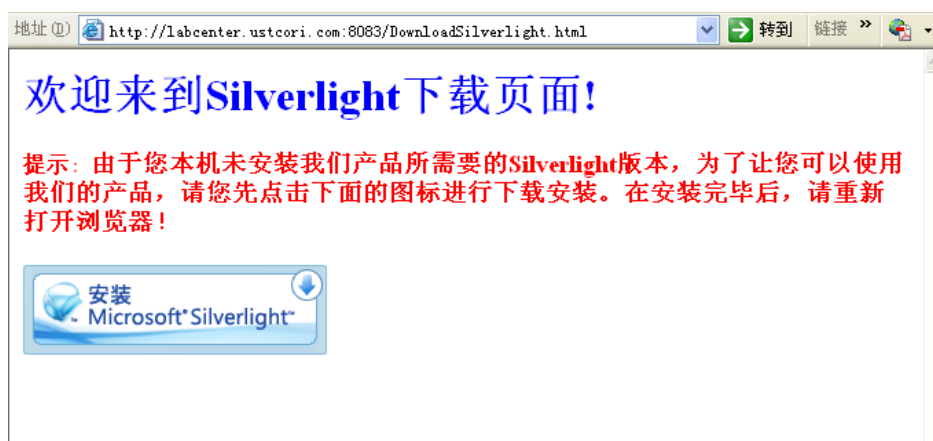 地址(D) http://labcenter.ustcori.com:8083/DownloadSilverlight.html 转到 链接 »
欢迎来到Silverlight下载页面!
提示: 由于您本机未安装我们产品所需要的Silverlight版本，为了让您可以使用
我们的产品，请您先点击下面的图标进行下载安装。在安装完毕后，请重新
打开浏览器！
安装
Microsoft® Silverlight™